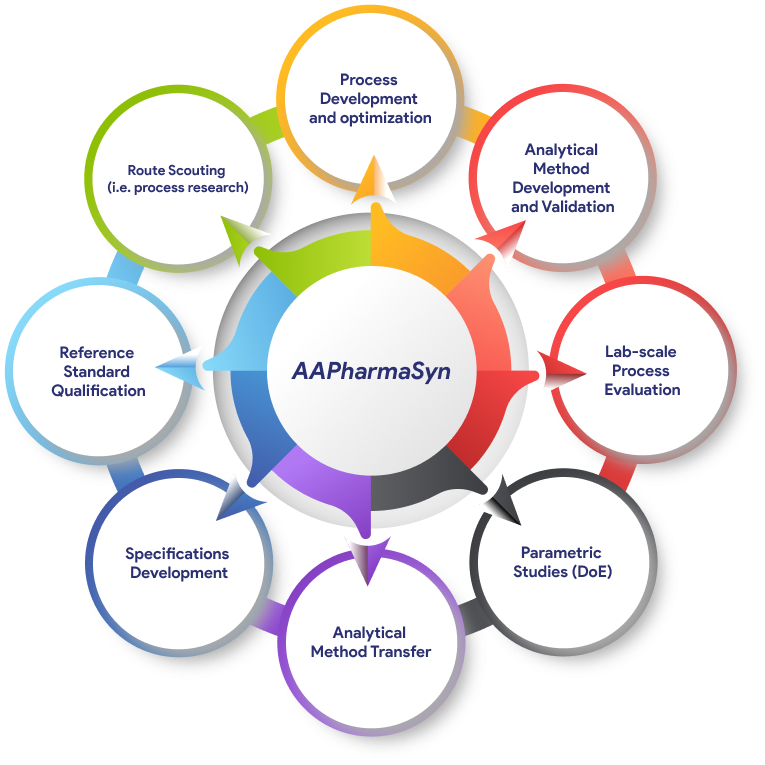 Process
Development
and optimization
Analytical
Method
Development
and Validation
Lab-scale
Process
Evaluation
Parametric
Studies (DoE)
Analytical
Method Transfer
Specifications
Development
Reference
Standard
Qualification
Route Scouting
(i.e. process research)
AAPharmaSyn